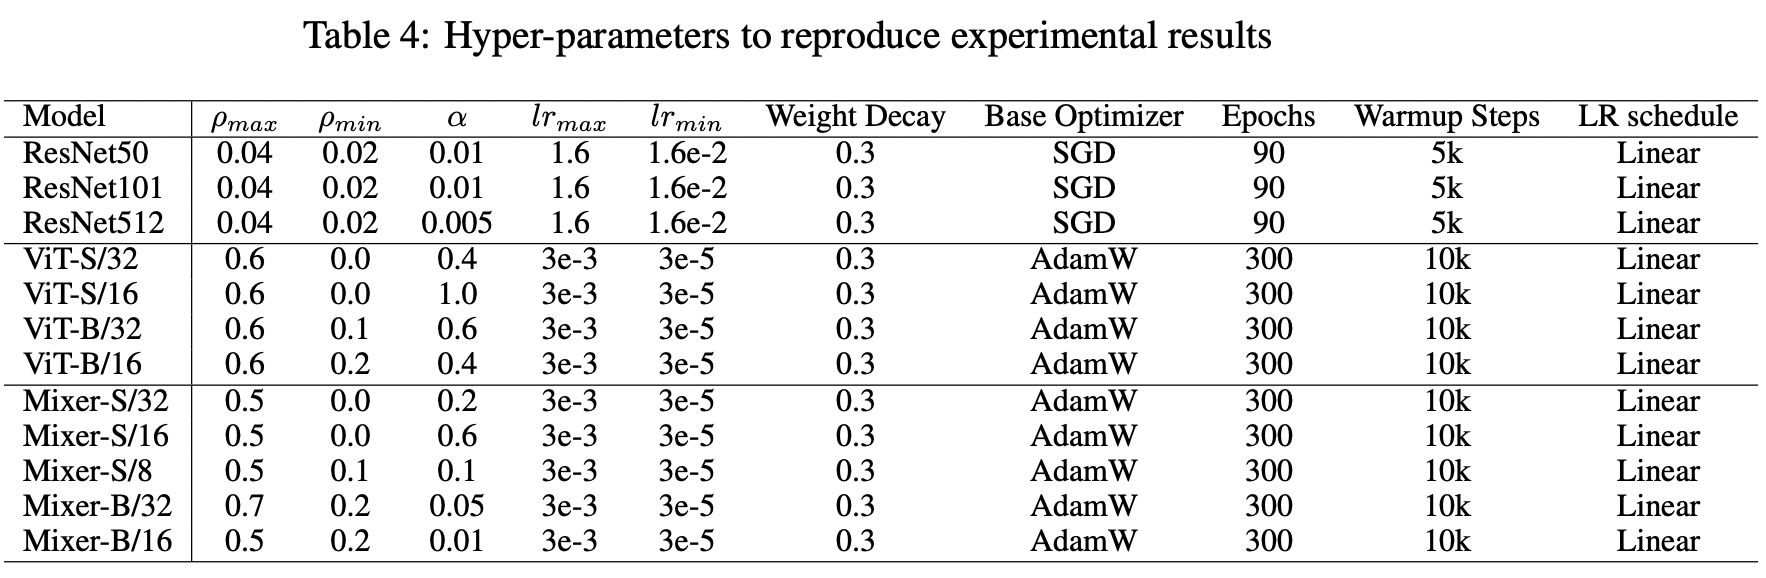 Table 4: Hyper-parameters to reproduce experimental results
Model ρmax ρmin α lrmax lrmin Weight Decay Base Optimizer Epochs Warmup Steps LR schedule
ResNet50 0.04 0.02 0.01 1.6 1.6e-2 0.3 SGD 90 5k Linear
ResNet101 0.04 0.02 0.01 1.6 1.6e-2 0.3 SGD 90 5k Linear
ResNet512 0.04 0.02 0.005 1.6 1.6e-2 0.3 SGD 90 5k Linear
ViT-S/32 0.6 0.0 0.4 3e-3 3e-5 0.3 AdamW 300 10k Linear
ViT-S/16 0.6 0.0 1.0 3e-3 3e-5 0.3 AdamW 300 10k Linear
ViT-B/32 0.6 0.1 0.6 3e-3 3e-5 0.3 AdamW 300 10k Linear
ViT-B/16 0.6 0.2 0.4 3e-3 3e-5 0.3 AdamW 300 10k Linear
Mixer-S/32 0.5 0.0 0.2 3e-3 3e-5 0.3 AdamW 300 10k Linear
Mixer-S/16 0.5 0.0 0.6 3e-3 3e-5 0.3 AdamW 300 10k Linear
Mixer-S/8 0.5 0.1 0.1 3e-3 3e-5 0.3 AdamW 300 10k Linear
Mixer-B/32 0.7 0.2 0.05 3e-3 3e-5 0.3 AdamW 300 10k Linear
Mixer-B/16 0.5 0.2 0.01 3e-3 3e-5 0.3 AdamW 300 10k Linear